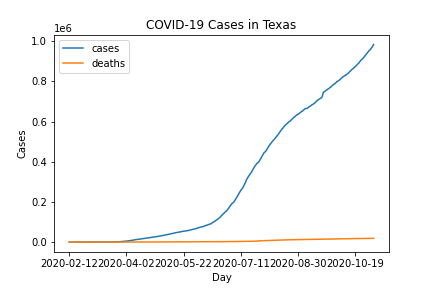 COVID-19 Cases in Texas
1e6
cases
deaths
1.0
0.8
0.6
0.4
0.2
0.0
Cases
2020-02-12 2020-04-02 2020-05-22 2020-07-11 2020-08-30 2020-10-19
Day